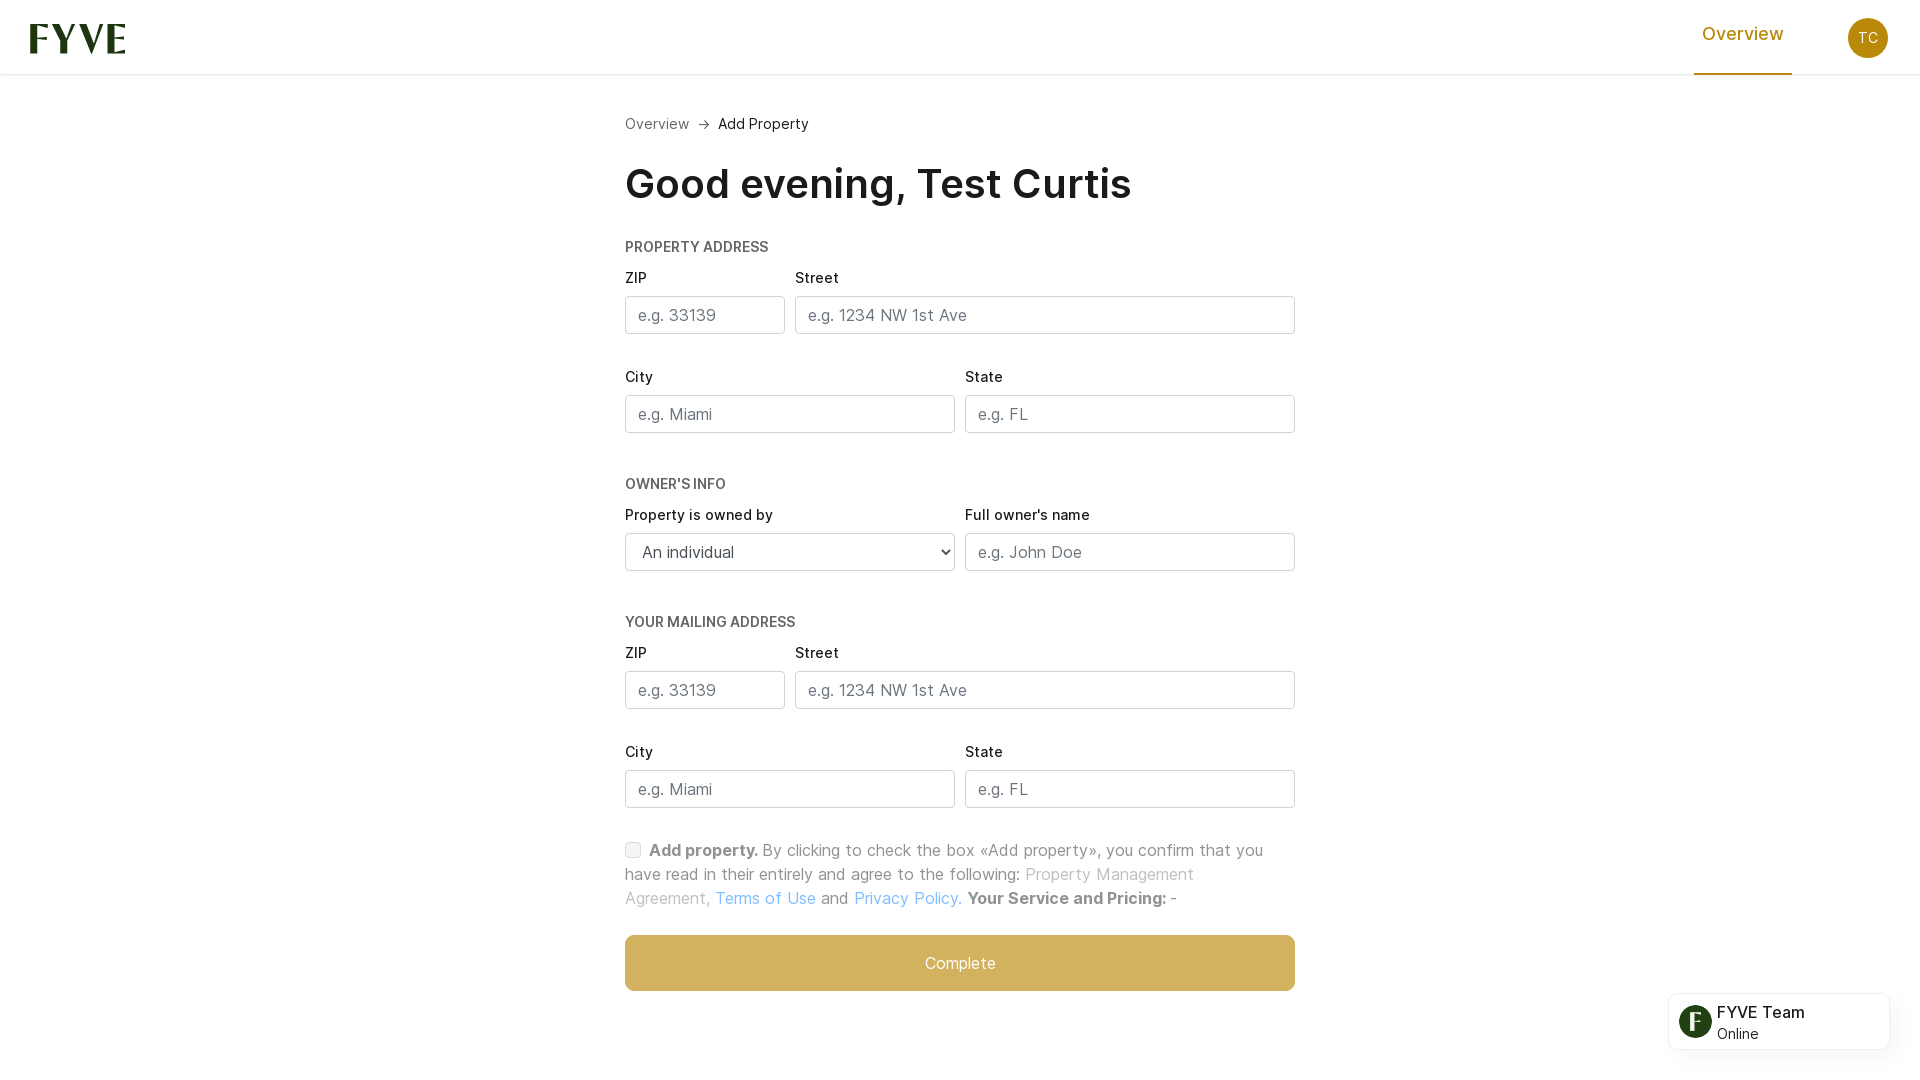 FYVE
Overview
TC
Overview → Add Property
Good evening, Test Curtis
PROPERTY ADDRESS
ZIP
Street
e.g. 33139
e.g. 1234 NW 1st Ave
City
State
e.g. Miami
e.g. FL
OWNER'S INFO
Property is owned by
Full owner's name
An individual
e.g. John Doe
YOUR MAILING ADDRESS
ZIP
Street
e.g. 33139
e.g. 1234 NW 1st Ave
City
State
e.g. Miami
e.g. FL
Add property. By clicking to check the box «Add property», you confirm that you
have read in their entirely and agree to the following: Property Management
Agreement, Terms of Use and Privacy Policy. Your Service and Pricing: -
Complete
F
FYVE Team
Online